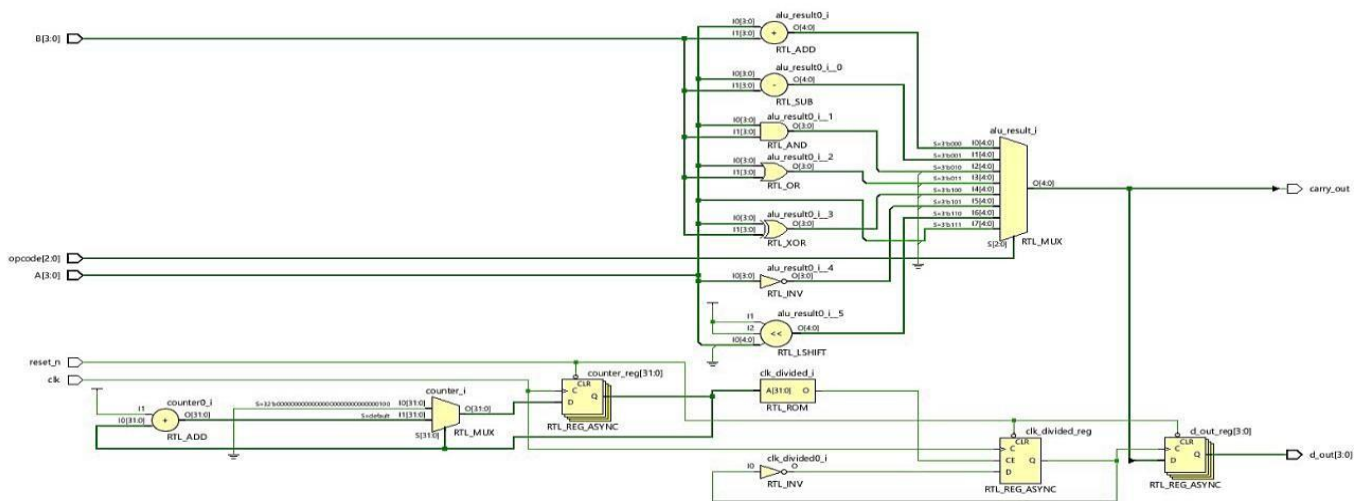 B[3:0]
opcode[2:0]
A[3:0]
reset_n
clk
alu_result0_i
I0[3:0]
I1[3:0]
O[4:0]
+
RTL_ADD
alu_result0_i__0
I0[3:0]
I1[3:0]
O[4:0]
-
RTL_SUB
alu_result0_i__1
I0[3:0]
I1[3:0]
O[3:0]
RTL_AND
alu_result0_i__2
I0[3:0]
I1[3:0]
O[3:0]
RTL_OR
alu_result0_i__3
I0[3:0]
I1[3:0]
O[3:0]
RTL_XOR
alu_result0_i__4
I0[3:0]
O[3:0]
RTL_INV
alu_result0_i__5
I1
I2
I0[4:0]
<<
O[4:0]
RTL_LSHIFT
alu_result_i
S=3'b000 I0[4:0]
S=3'b001 I1[4:0]
S=3'b010 I2[4:0]
S=3'b011 I3[4:0]
S=3'b100 I4[4:0]
S=3'b101 I5[4:0]
S=3'b110 I6[4:0]
S=3'b111 I7[4:0]
S[2:0]
O[4:0]
RTL_MUX
carry_out
counter0_i
I1
I0[31:0]
+
O[31:0]
RTL_ADD
counter_i
I0[31:0]
S=default I1[31:0]
S[31:0]
O[31:0]
RTL_MUX
counter_reg[31:0]
CLR
C
D
Q
RTL_REG_ASYNC
clk_divided_i
A[31:0] O
RTL_ROM
clk_divided0_i
I0 O
RTL_INV
clk_divided_reg
CLR
C
CE
D
Q
RTL_REG_ASYNC
d_out_reg[3:0]
CLR
C
D
Q
RTL_REG_ASYNC
d_out[3:0]